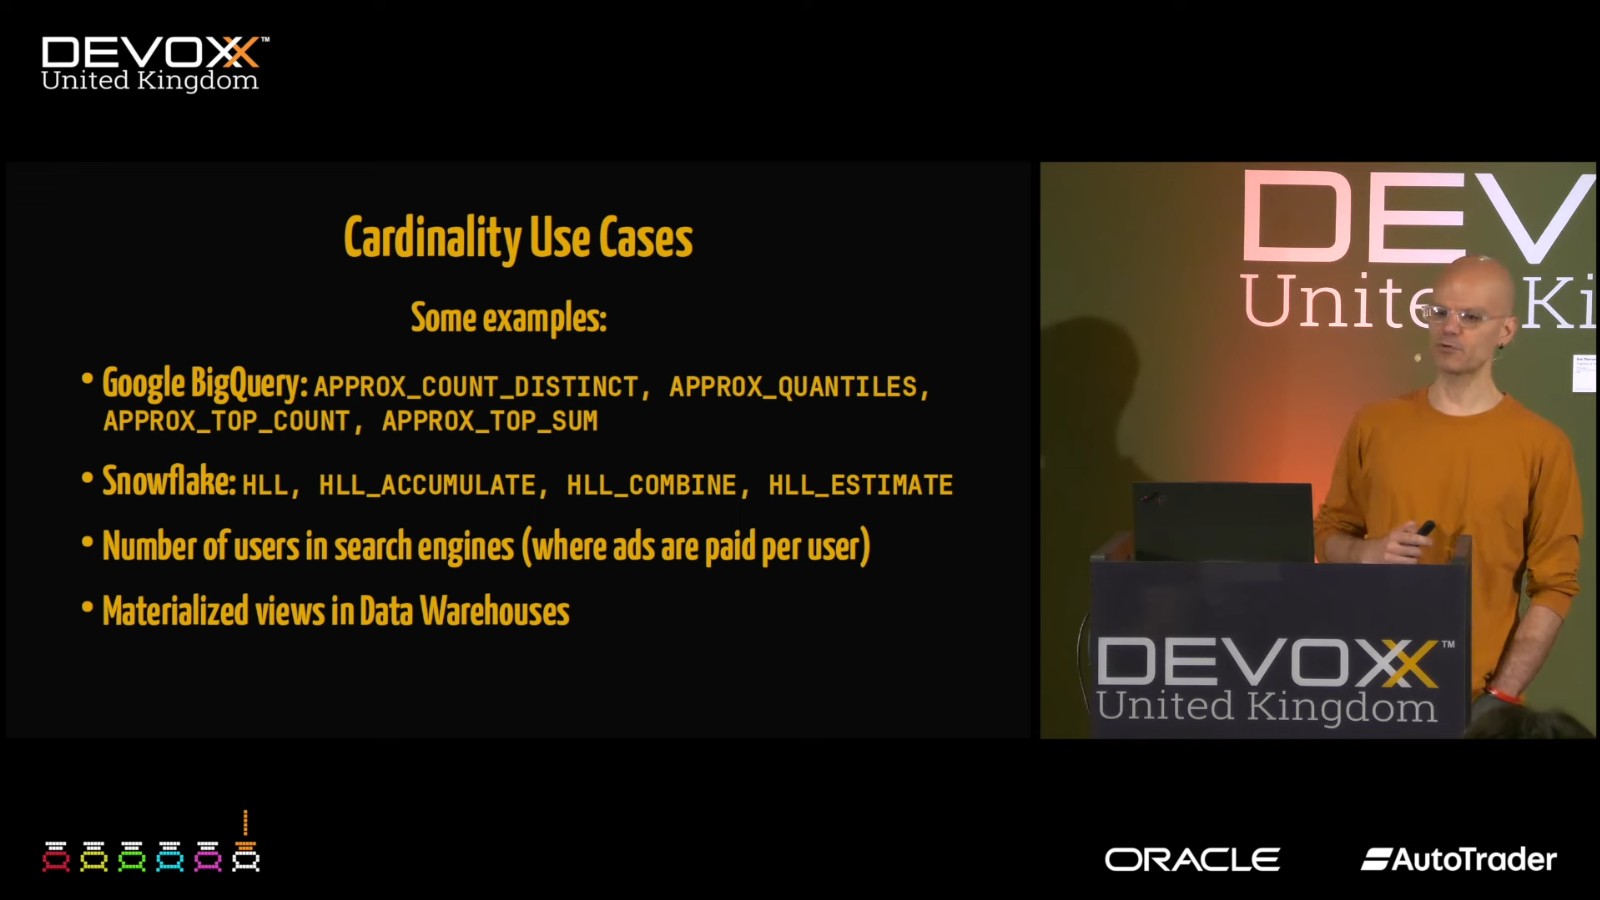 DEVOXX™
United Kingdom
Cardinality Use Cases
Some examples:
• Google BigQuery: APPROX_COUNT_DISTINCT, APPROX_QUANTILES,
APPROX_TOP_COUNT, APPROX_TOP_SUM
• Snowflake: HLL, HLL_ACCUMULATE, HLL_COMBINE, HLL_ESTIMATE
• Number of users in search engines (where ads are paid per user)
• Materialized views in Data Warehouses
DEV
United Ki
DEVOXX™
United Kingdom
ORACLE
AutoTrader